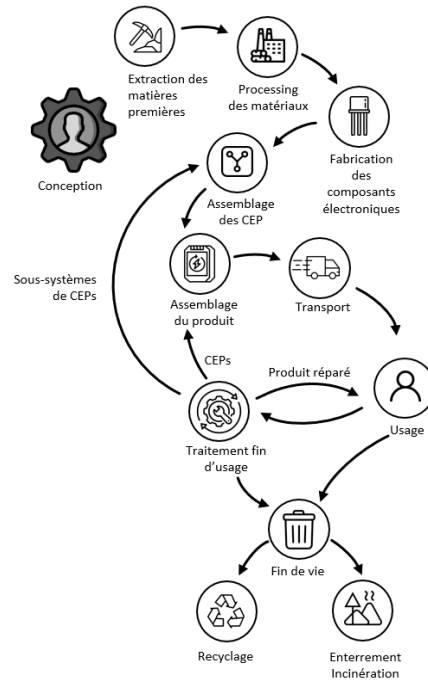 Extraction des
matières
premières
Processing
des matériaux
Conception
Fabrication
des
composants
électroniques
Assemblage
des CEP
Sous-systèmes
de CEPs
Assemblage
du produit
Transport
CEPs
Produit réparé
Usage
Traitement fin
d'usage
Fin de vie
Recyclage
Enterrement
Incinération